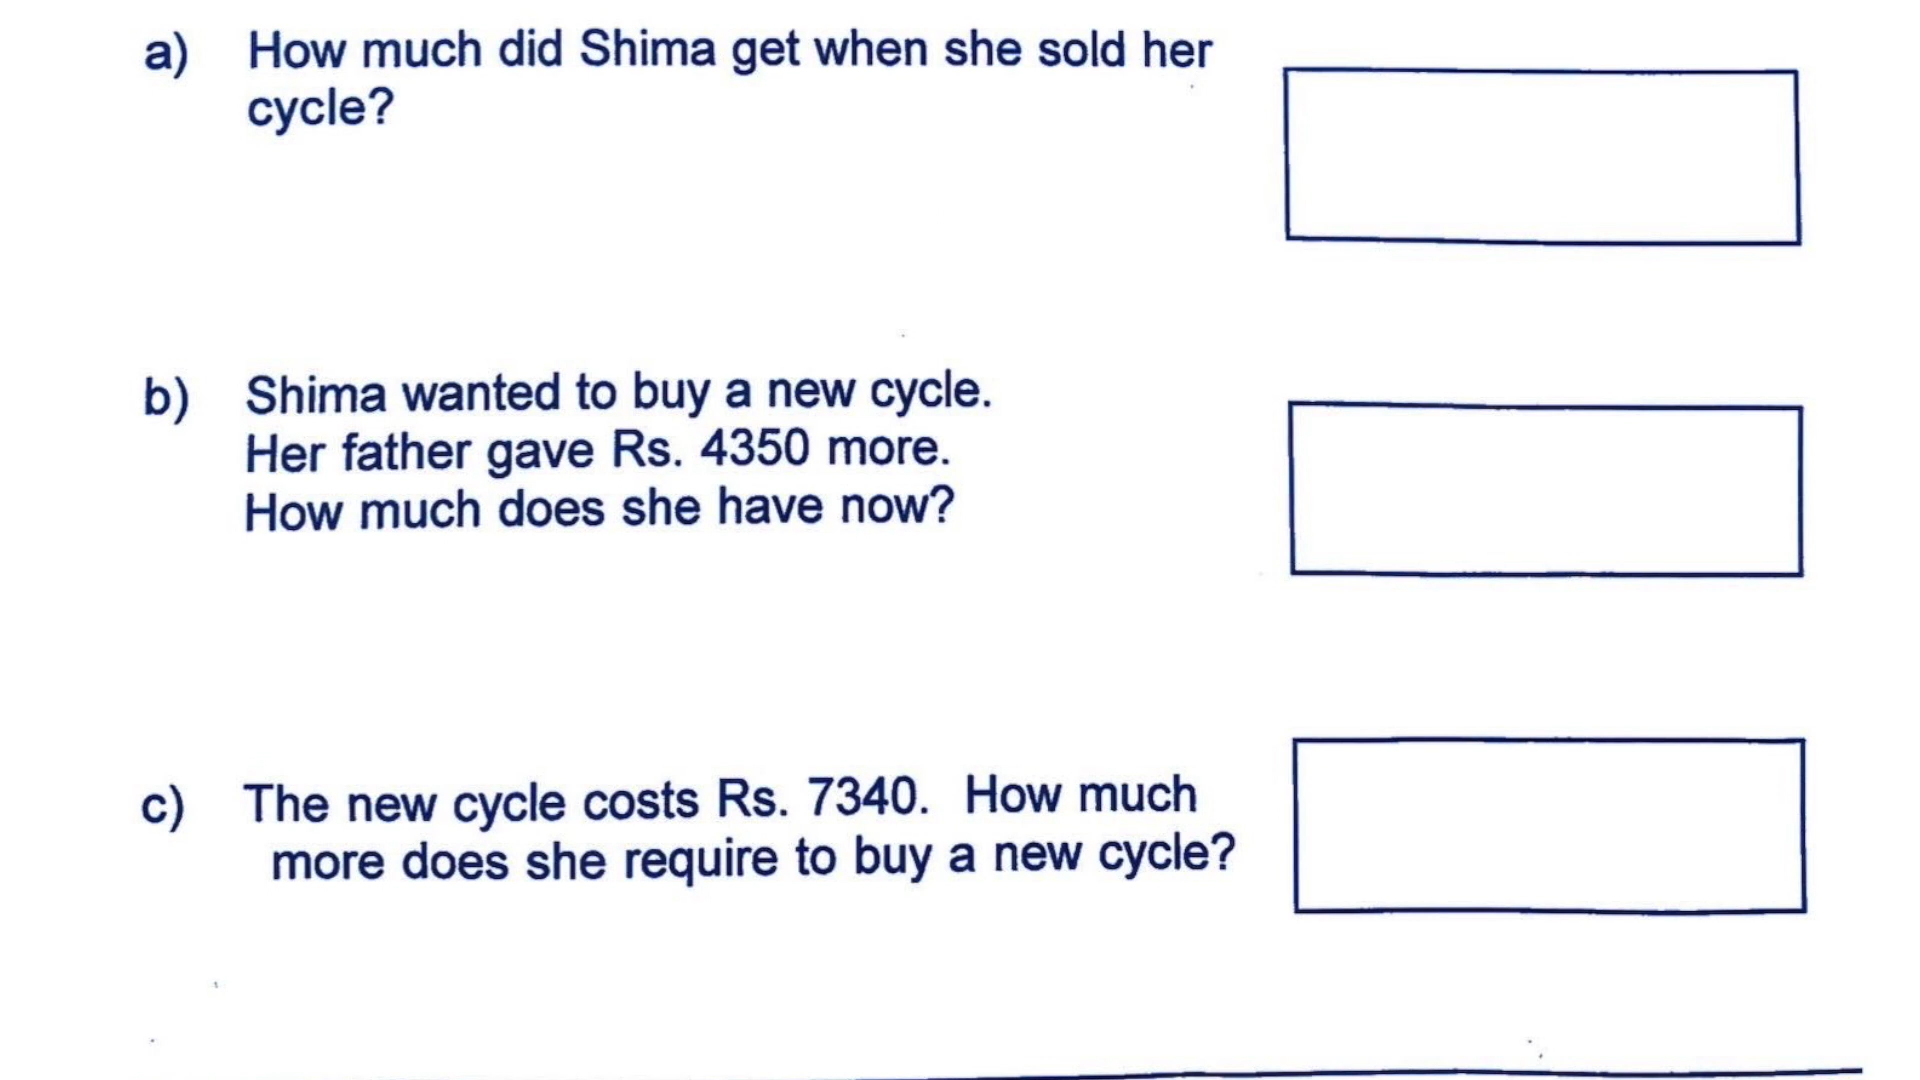 a) How much did Shima get when she sold her
cycle?
b) Shima wanted to buy a new cycle.
Her father gave Rs. 4350 more.
How much does she have now?
c) The new cycle costs Rs. 7340. How much
more does she require to buy a new cycle?